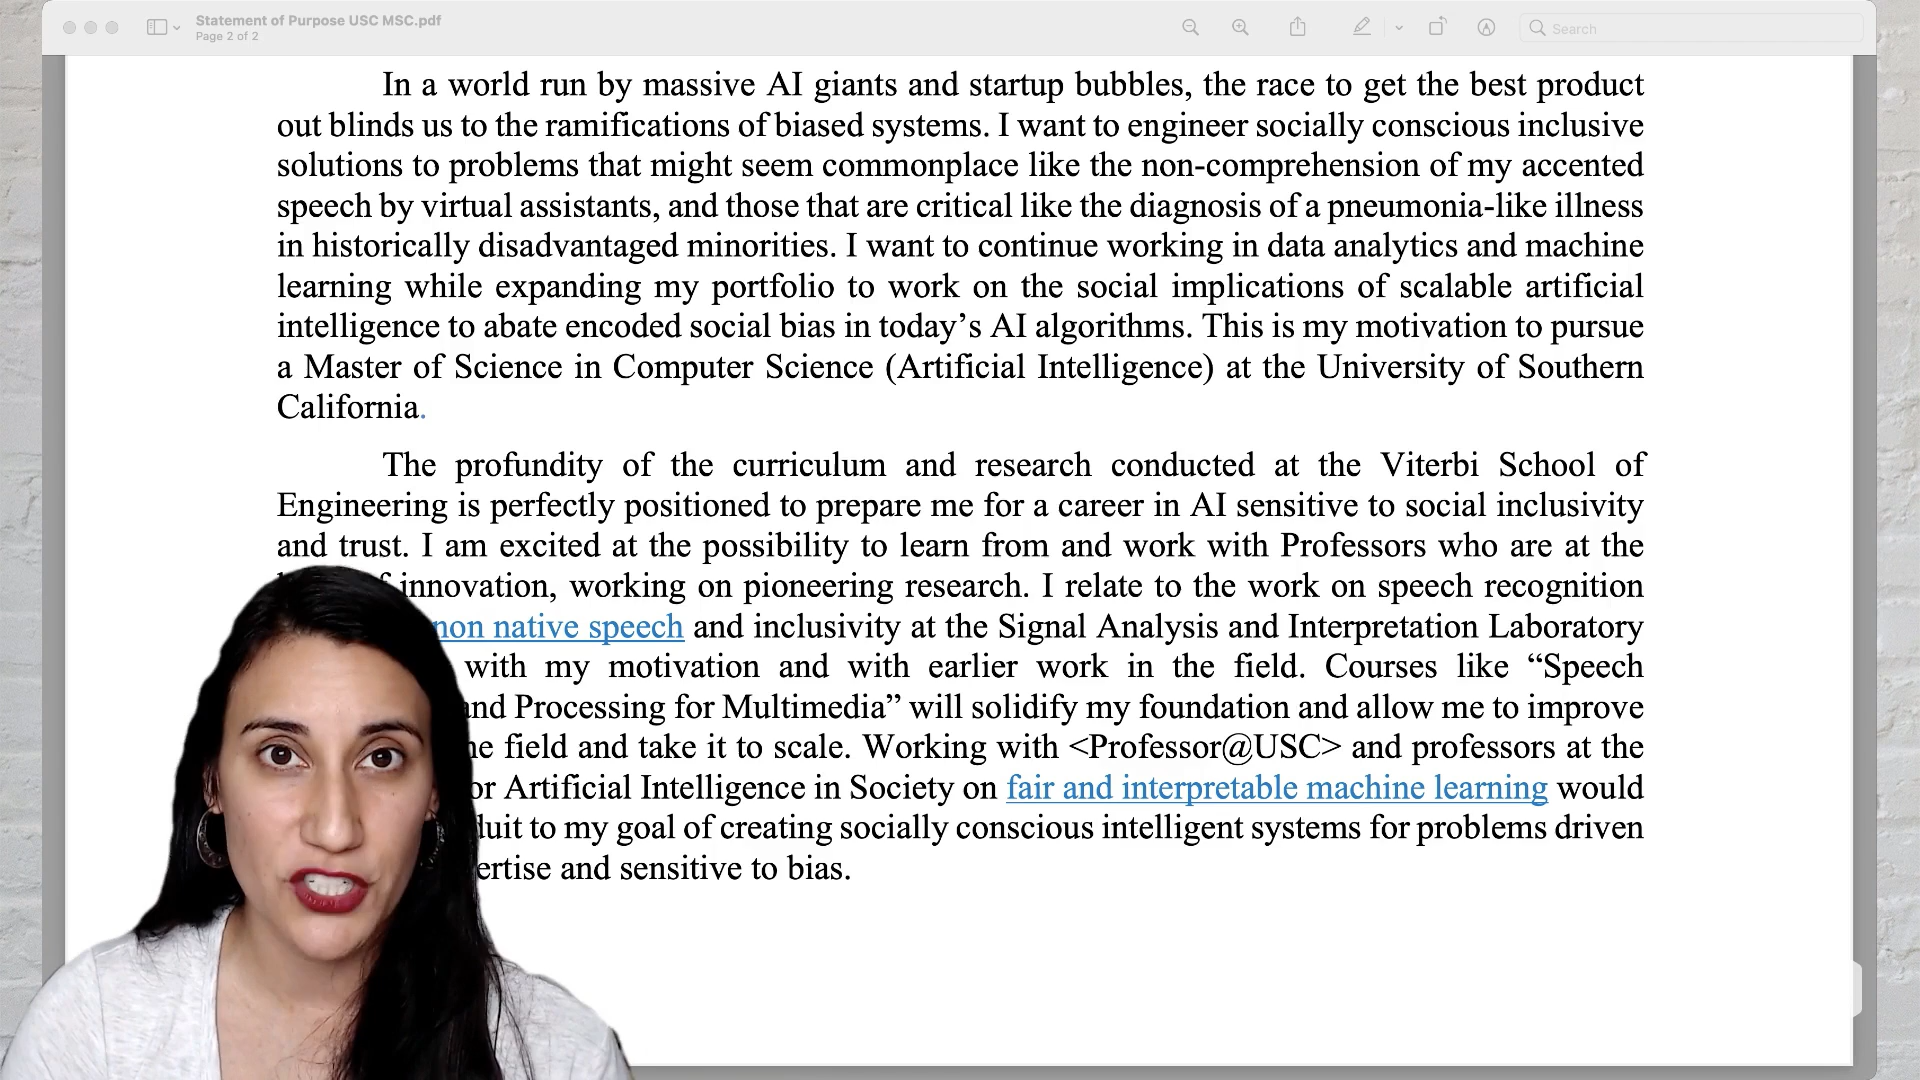 Statement of Purpose USC MSC.pdf
Page 2 of 2
Search
In a world run by massive AI giants and startup bubbles, the race to get the best product
out blinds us to the ramifications of biased systems. I want to engineer socially conscious inclusive
solutions to problems that might seem commonplace like the non-comprehension of my accented
speech by virtual assistants, and those that are critical like the diagnosis of a pneumonia-like illness
in historically disadvantaged minorities. I want to continue working in data analytics and machine
learning while expanding my portfolio to work on the social implications of scalable artificial
intelligence to abate encoded social bias in today’s AI algorithms. This is my motivation to pursue
a Master of Science in Computer Science (Artificial Intelligence) at the University of Southern
California.
The profundity of the curriculum and research conducted at the Viterbi School of
Engineering is perfectly positioned to prepare me for a career in AI sensitive to social inclusivity
and trust. I am excited at the possibility to learn from and work with Professors who are at the
innovation, working on pioneering research. I relate to the work on speech recognition
non native speech and inclusivity at the Signal Analysis and Interpretation Laboratory
with my motivation and with earlier work in the field. Courses like “Speech
and Processing for Multimedia” will solidify my foundation and allow me to improve
field and take it to scale. Working with <Professor@USC> and professors at the
Artificial Intelligence in Society on fair and interpretable machine learning would
to my goal of creating socially conscious intelligent systems for problems driven
and sensitive to bias.